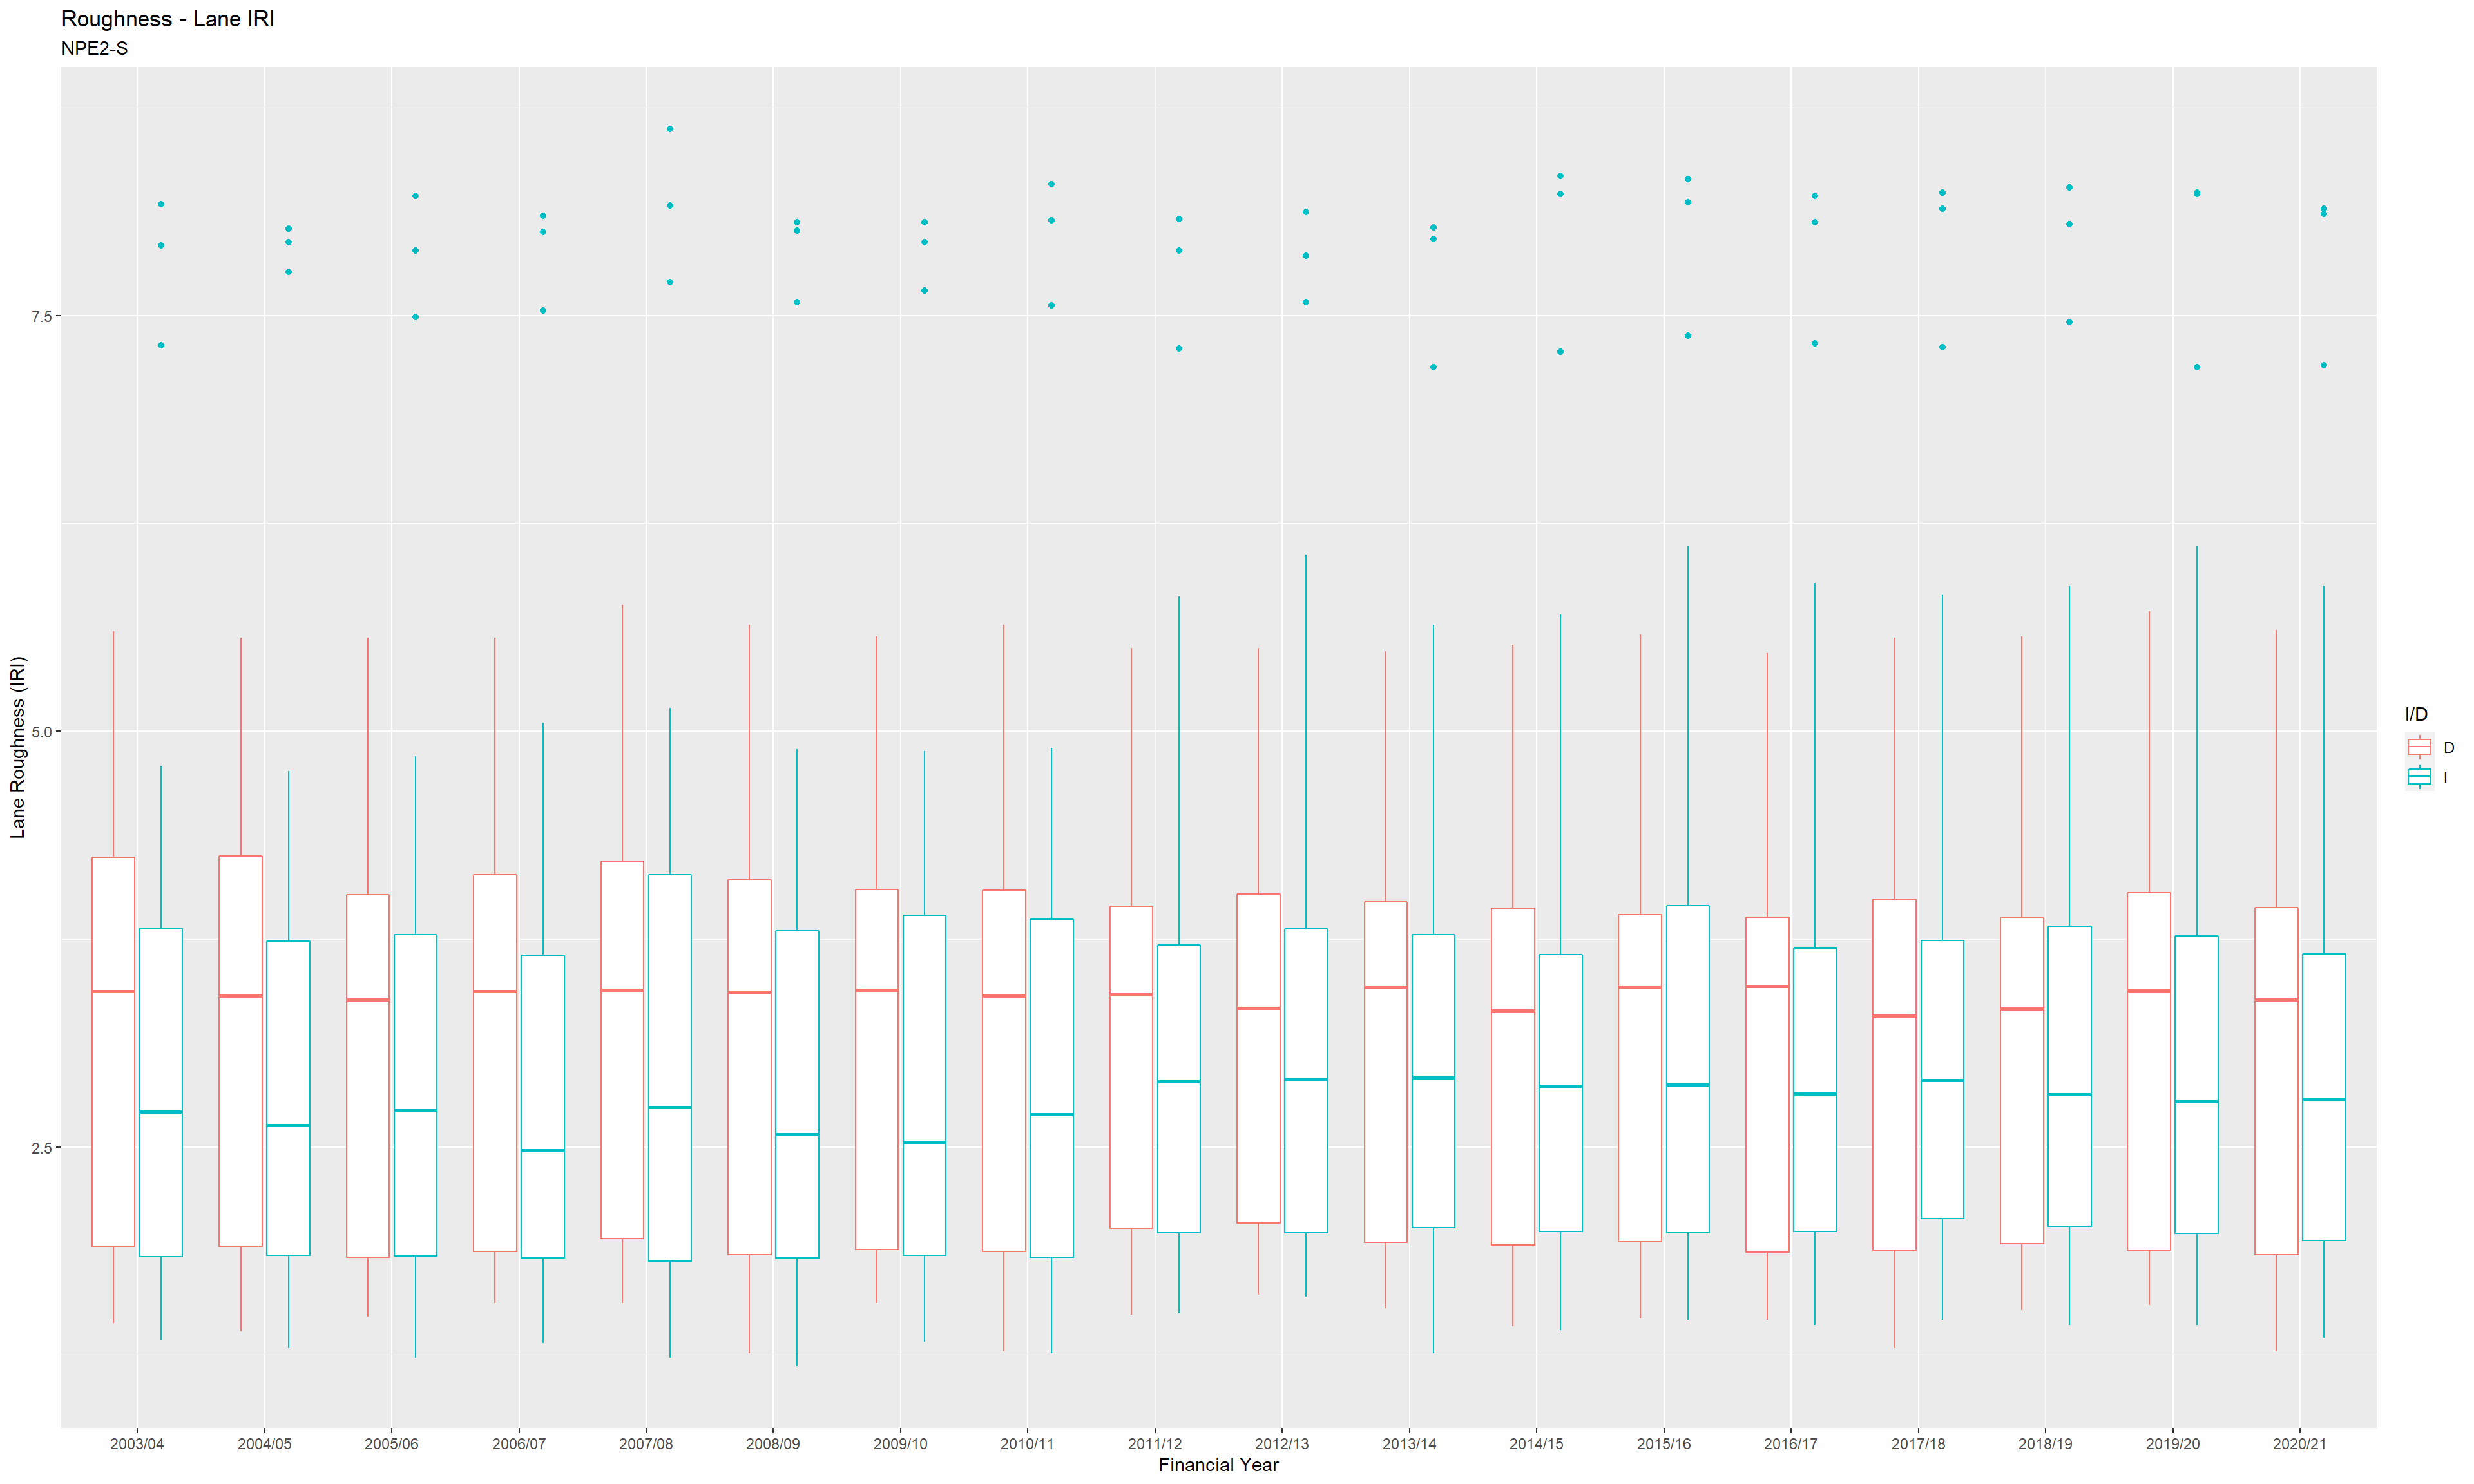 Roughness - Lane IRI
NPE2-S
7.5
5.0
2.5
Lane Roughness (IRI)
2003/04 2004/05 2005/06 2006/07 2007/08 2008/09 2009/10 2010/11 2011/12 2012/13 2013/14 2014/15 2015/16 2016/17 2017/18 2018/19 2019/20 2020/21
Financial Year
I/D
D
I